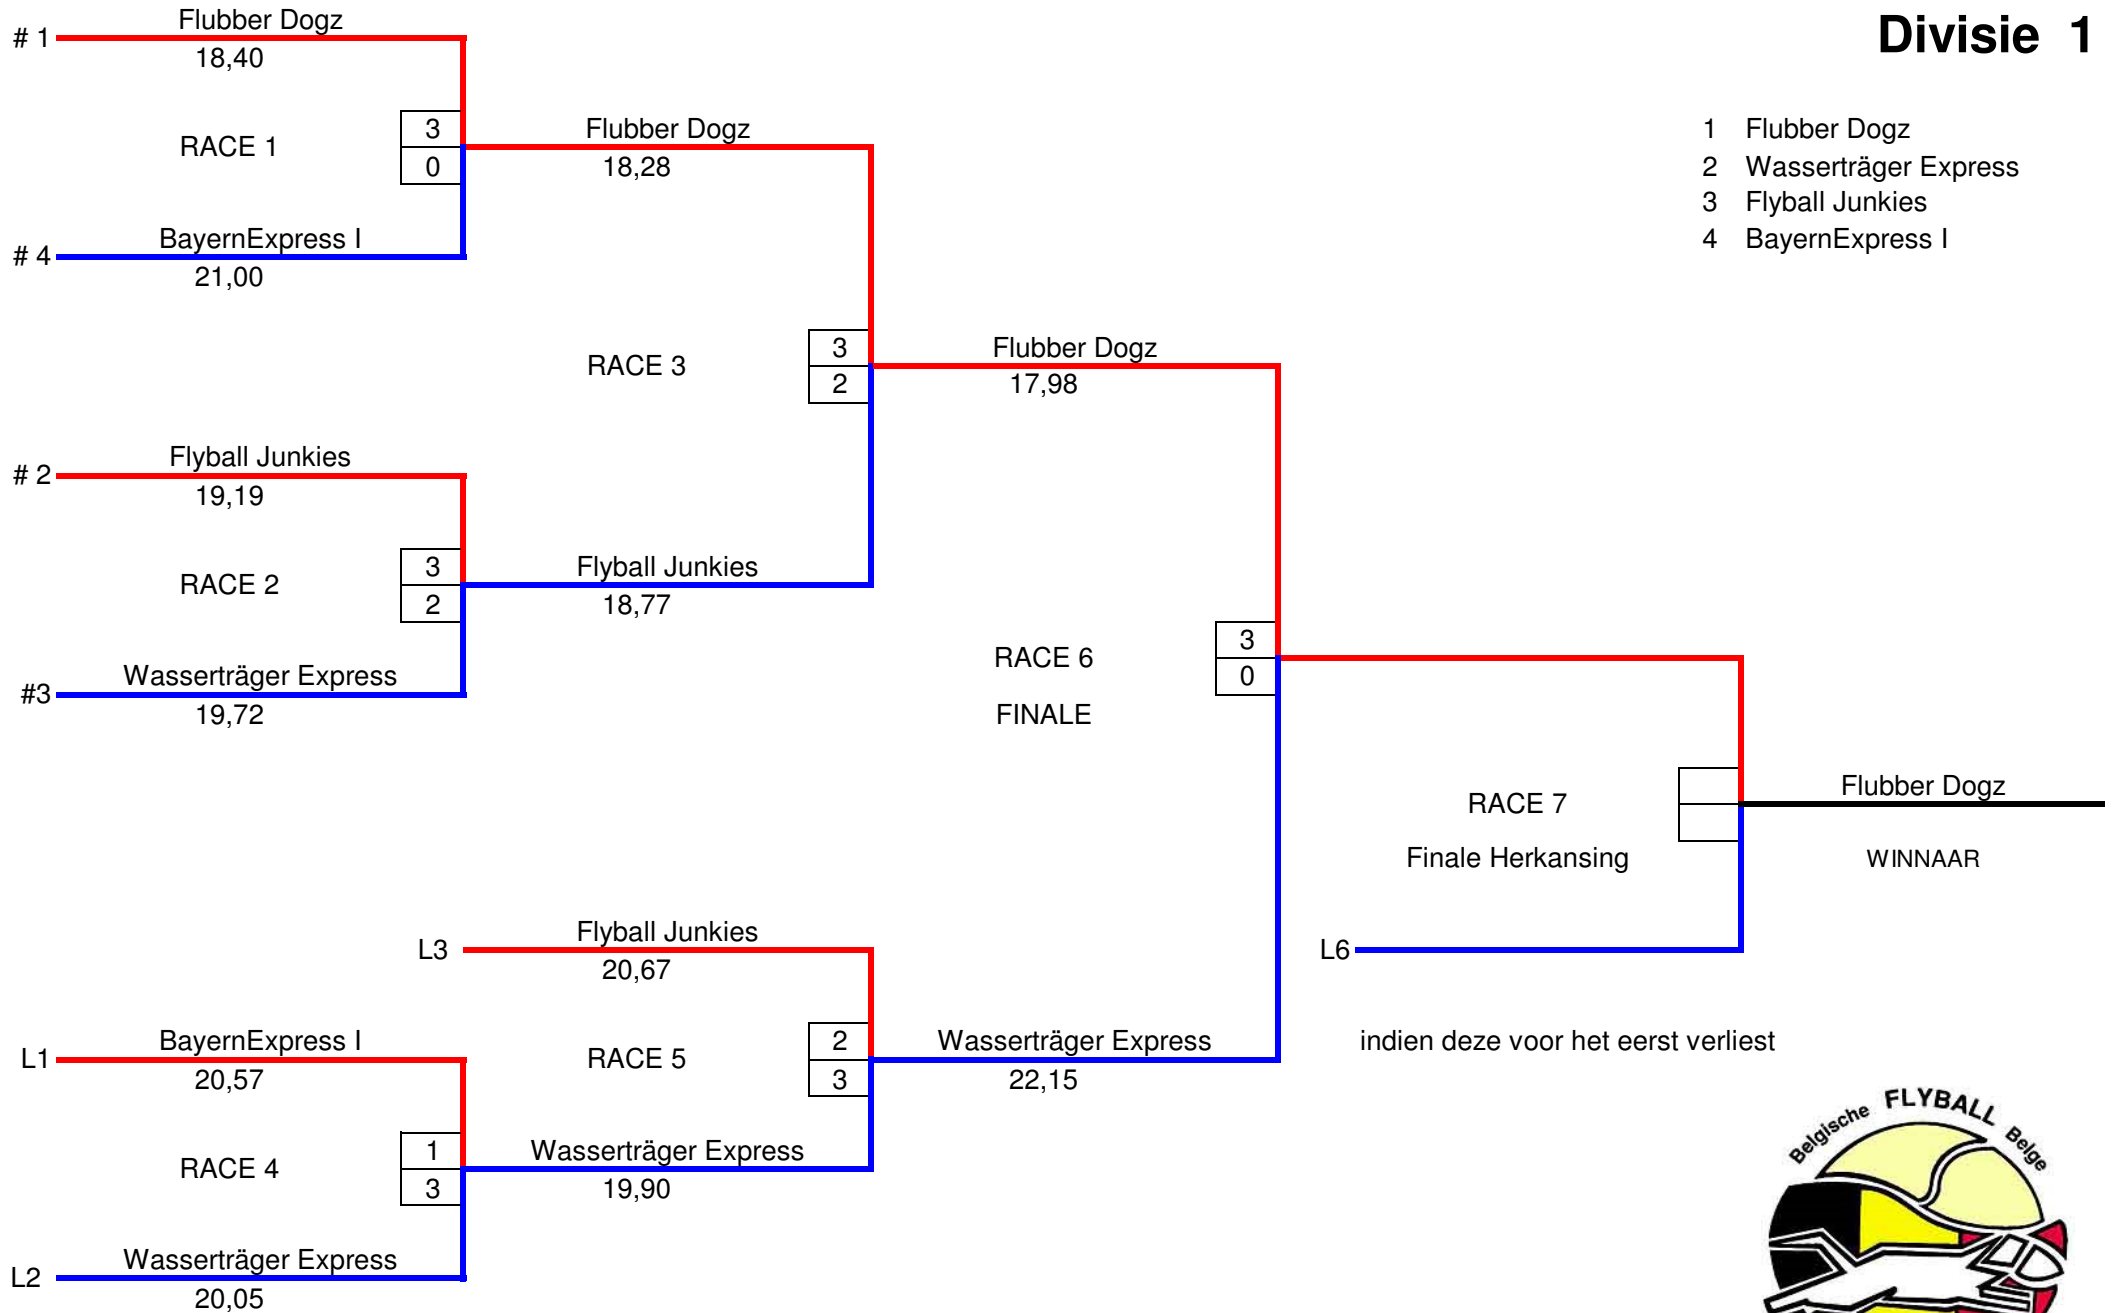 Divisie 1
# 1 Flubber Dogz
18,40
RACE 1
3
0
# 4 BayernExpress I
21,00
Flubber Dogz
18,28
1 Flubber Dogz
2 Wasserträger Express
3 Flyball Junkies
4 BayernExpress I
RACE 3
3
2
Flubber Dogz
17,98
# 2 Flyball Junkies
19,19
RACE 2
3
2
#3 Wasserträger Express
19,72
Flyball Junkies
18,77
RACE 6
FINALE
3
0
RACE 7
Finale Herkansing
Flubber Dogz
WINNAAR
L3 Flyball Junkies
20,67
L6
indien deze voor het eerst verliest
RACE 5
2
3
Wasserträger Express
22,15
L1 BayernExpress I
20,57
RACE 4
1
3
L2 Wasserträger Express
20,05
Wasserträger Express
19,90
Belgische FLYBALL Belge